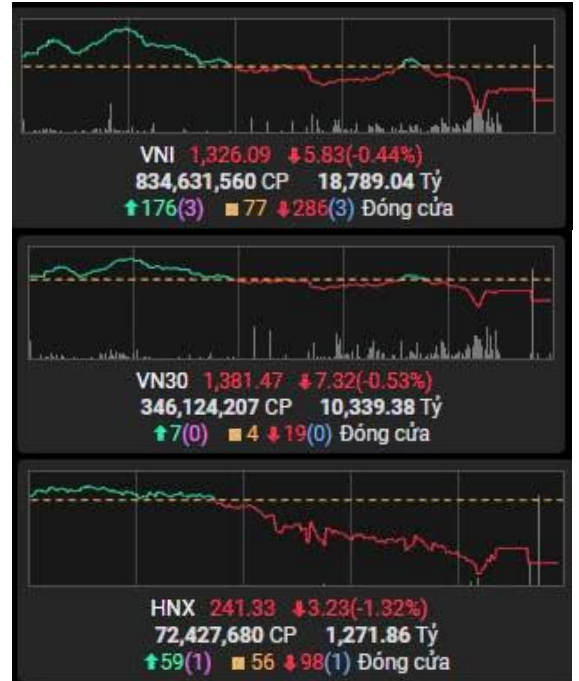 VNI 1,326.09 5.83(-0.44%)
834,631,560 CP 18,789.04 Tỷ
176(3) 77 286(3) Đóng cửa
VN30 1,381.47 7.32(-0.53%)
346,124,207 CP 10,339.38 Tỷ
7(0) 4 19(0) Đóng cửa
HNX 241.33 3.23(-1.32%)
72,427,680 CP 1,271.86 Tỷ
59(1) 56 98(1) Đóng cửa